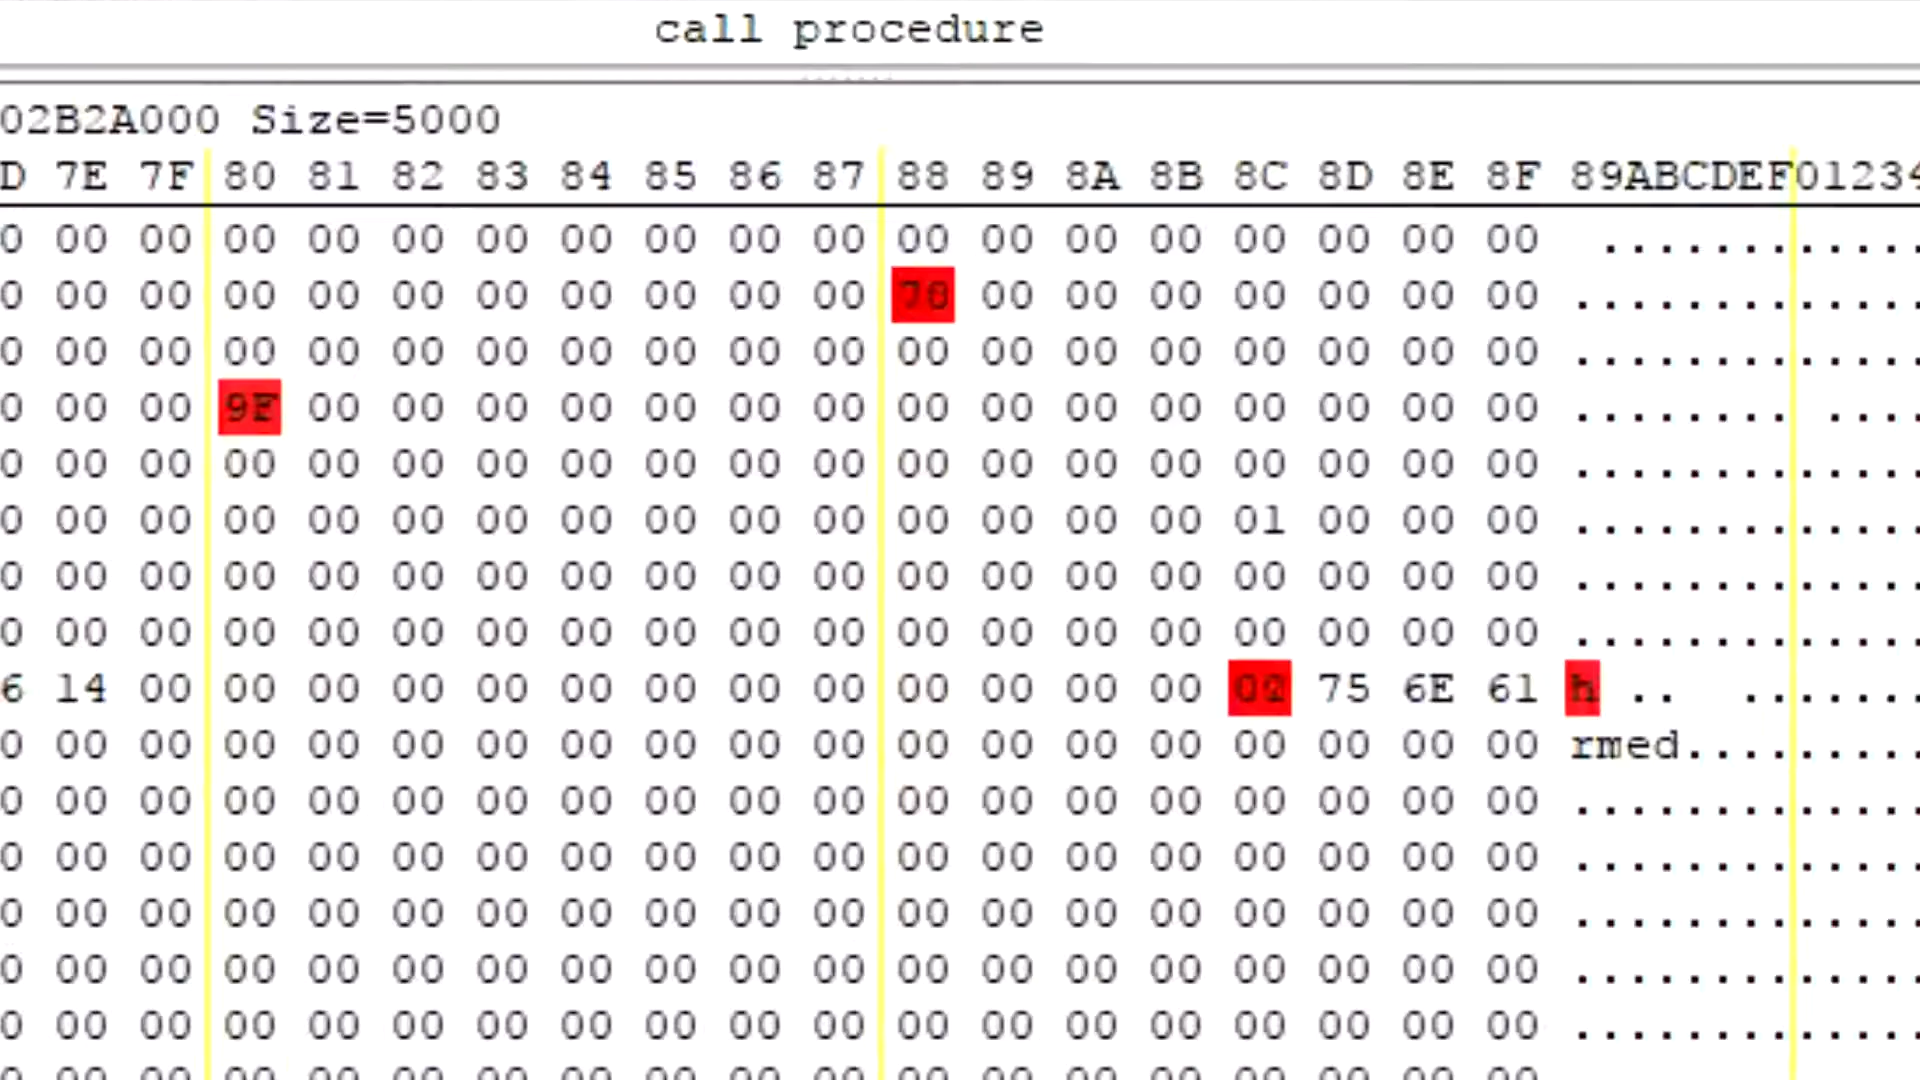 call procedure
02B2A000 Size=5000
D 7E 7F 80 81 82 83 84 85 86 87 88 89 8A 8B 8C 8D 8E 8F 89ABCDEF01234
0 00 00 00 00 00 00 00 00 00 00 00 00 00 00 00 00 00 00 ............
0 00 00 00 00 00 00 00 00 00 00 00 00 00 00 00 00 00 .............
0 00 00 00 00 00 00 00 00 00 00 00 00 00 00 00 00 00 00 .............
0 00 00 9F 00 00 00 00 00 00 00 00 00 00 00 00 00 00 00 ........ ....
0 00 00 00 00 00 00 00 00 00 00 00 00 00 00 00 00 00 00 .............
0 00 00 00 00 00 00 00 00 00 00 00 00 00 00 01 00 00 00 .............
0 00 00 00 00 00 00 00 00 00 00 00 00 00 00 00 00 00 00 .............
0 00 00 00 00 00 00 00 00 00 00 00 00 00 00 00 00 00 00 .............
6 14 00 00 00 00 00 00 00 00 00 00 00 00 00 75 6E 61 h .. .......
0 00 00 00 00 00 00 00 00 00 00 00 00 00 00 00 00 00 00 rmed.........
0 00 00 00 00 00 00 00 00 00 00 00 00 00 00 00 00 00 00 .............
0 00 00 00 00 00 00 00 00 00 00 00 00 00 00 00 00 00 00 .............
0 00 00 00 00 00 00 00 00 00 00 00 00 00 00 00 00 00 00 .............
0 00 00 00 00 00 00 00 00 00 00 00 00 00 00 00 00 00 00 .............
0 00 00 00 00 00 00 00 00 00 00 00 00 00 00 00 00 00 00 .............